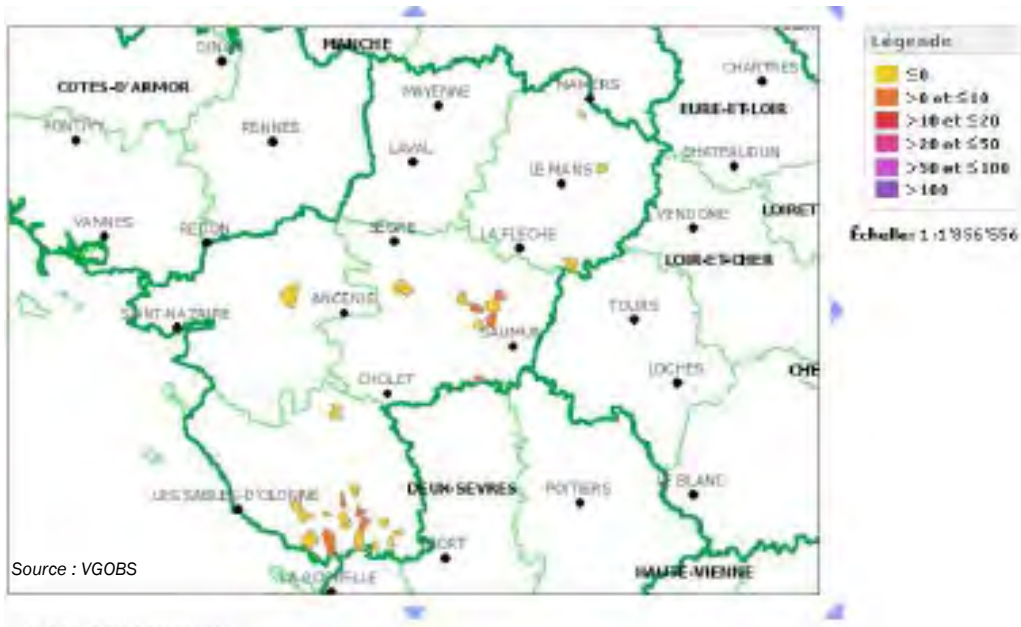 MANCHE
CHARTRES
MAMERS
COTES-D'ARMOR
MAYENNE
EURE-ET-LOIR
PONTIVY
RENNES
LAVAL
CHATEAUDUN
LE MANS
VANNES
REDON
SEGRE
LA FLECHE
VENDOME
LOIRET
LOIR-ET-CHER
ANCENIS
SAINT-NAZAIRE
TOURS
SAUMUR
CHOLET
LOCHES
CHE
LES SABLES-D'OLONNE
DEUX-SEVRES
POITIERS
LE BLANC
NIORT
LA ROCHELLE
HAUTE-VIENNE
Source : VGOBS
Légende
≤0
>0 et ≤10
>10 et ≤20
>20 et ≤50
>50 et ≤100
>100
Échelle: 1 :1'856'556